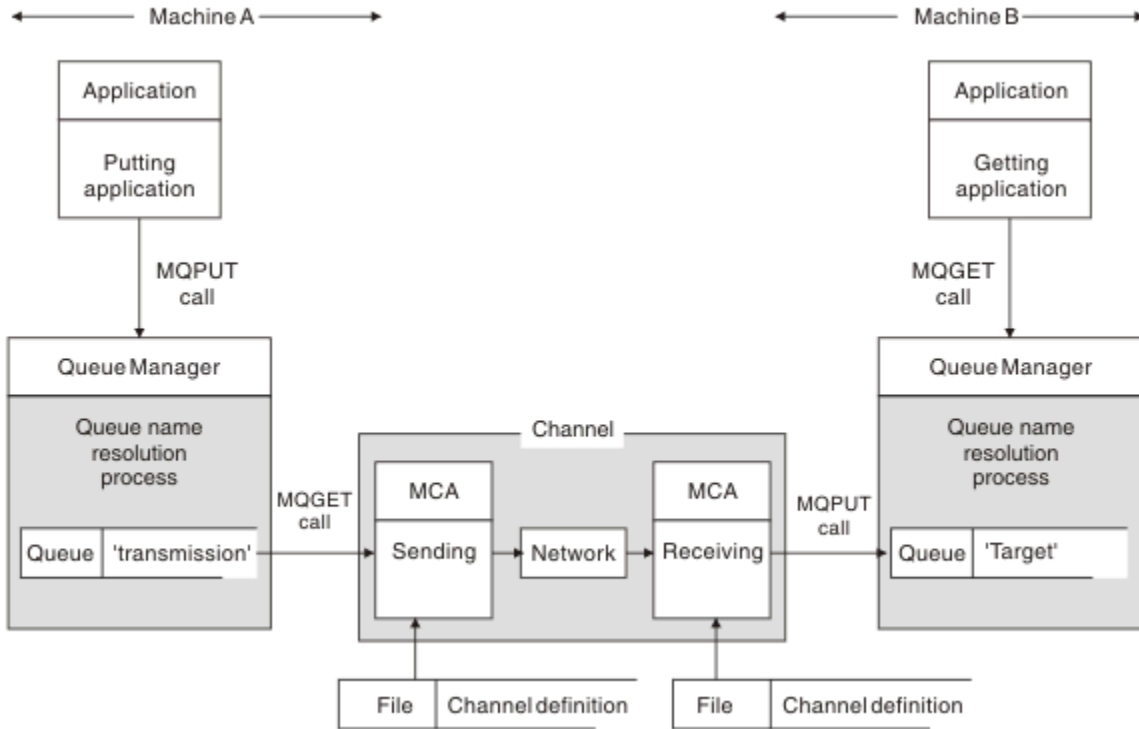 Machine A
Machine B
Application
Putting
application
Application
Getting
application
MQPUT
call
MQGET
call
Queue Manager
Queue name
resolution
process
Queue 'transmission'
MQGET
call
Channel
MCA
Sending
Network
MCA
Receiving
MQPUT
call
Queue Manager
Queue name
resolution
process
Queue 'Target'
File Channel definition
File Channel definition